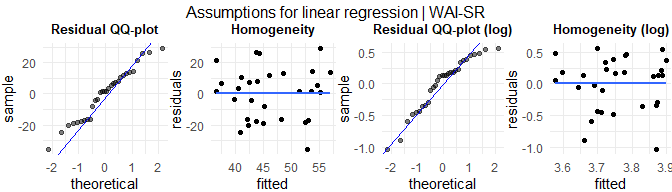 Assumptions for linear regression | WAI-SR
Residual QQ-plot
Homogeneity
Residual QQ-plot (log)
Homogeneity (log)
sample
20
0
-20
-2
-1
0
1
2
theoretical
residuals
20
0
-20
40
45
50
55
fitted
sample
0.5
0.0
-0.5
-1.0
-2
-1
0
1
2
theoretical
residuals
0.5
0.0
-0.5
-1.0
3.6
3.7
3.8
3.9
fitted